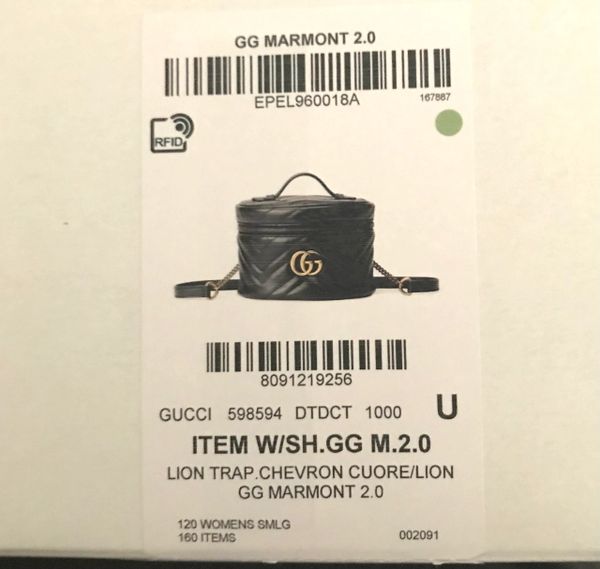 GG MARMONT 2.0
EPEL960018A
167887
RFID
GG
8091219256
GUCCI 598594 DTDCT 1000 U
ITEM W/SH.GG M.2.0
LION TRAP.CHEVRON CUORE/LION
GG MARMONT 2.0
120 WOMENS SMLG
160 ITEMS
002091